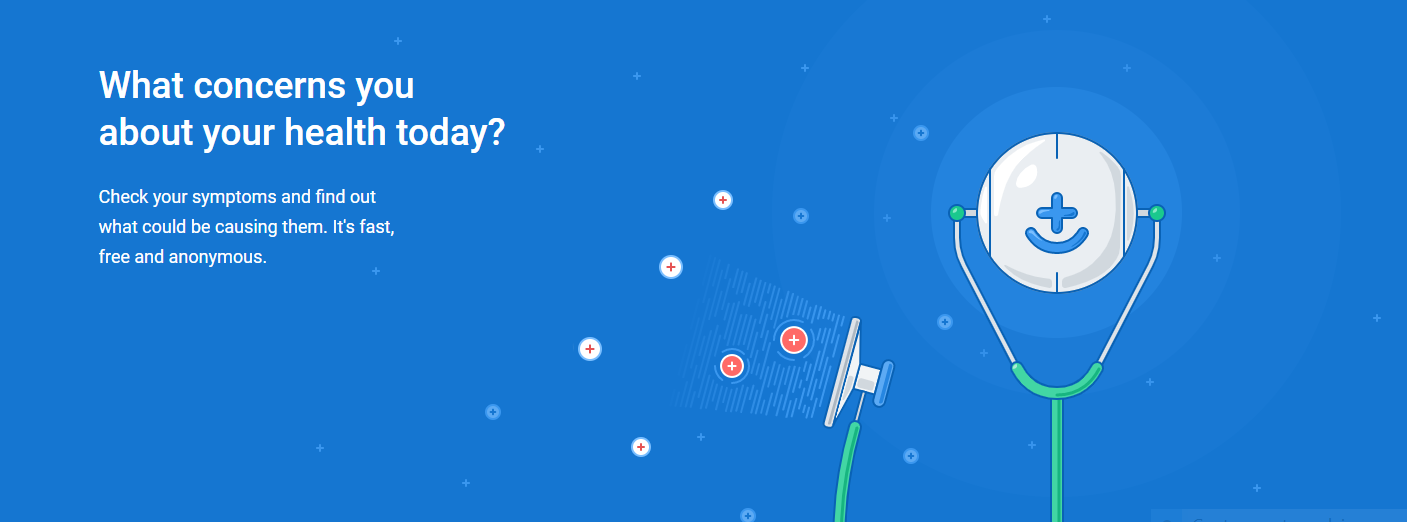 What concerns you
about your health today?
Check your symptoms and find out
what could be causing them. It's fast,
free and anonymous.